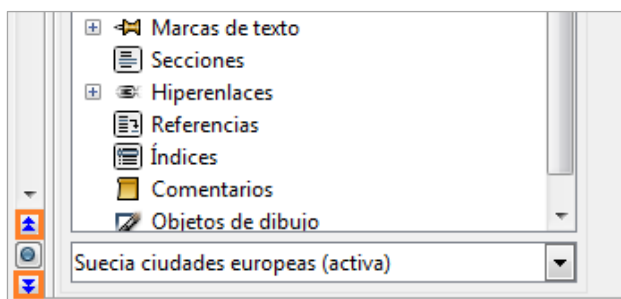 Marcas de texto
Secciones
Hiperenlaces
Referencias
Índices
Comentarios
Objetos de dibujo
Suecia ciudades europeas (activa)